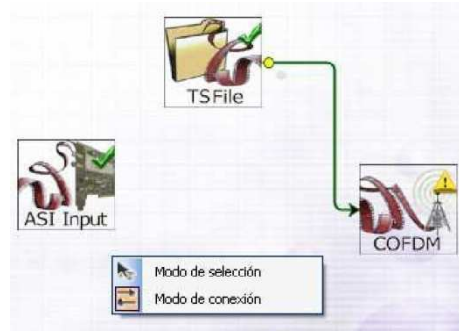 TSFile
ASI Input
COFDM
Modo de selección
Modo de conexión